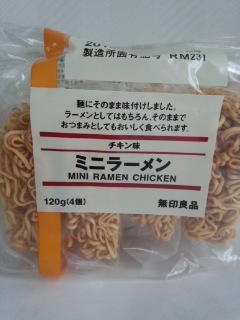 製造所固有記号 RM231
麺にそのまま味付けしました。
ラーメンとしてはもちろん、そのままで
おつまみとしてもおいしく食べられます。
チキン味
ミニラーメン
MINI RAMEN CHICKEN
120g(4個)
無印良品